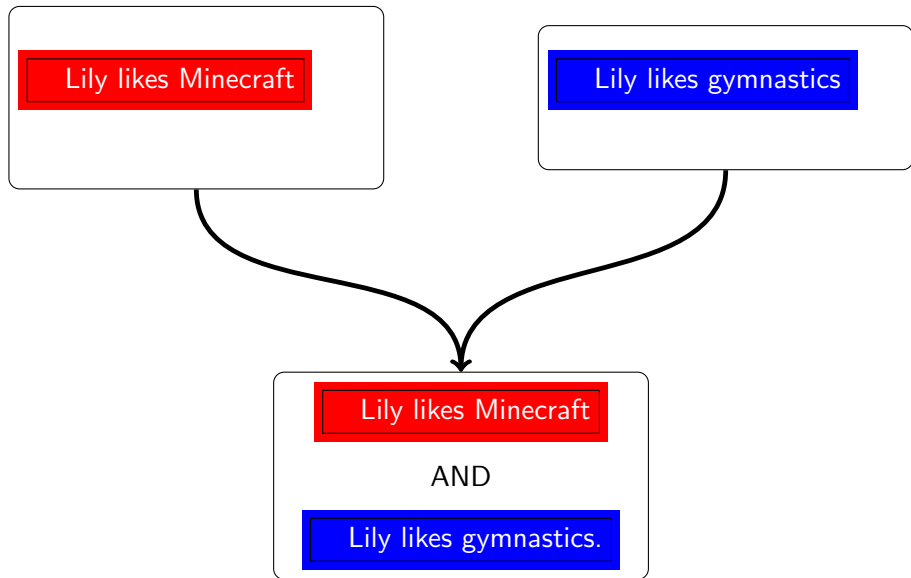 Lily likes Minecraft
Lily likes gymnastics
Lily likes Minecraft
AND
Lily likes gymnastics.